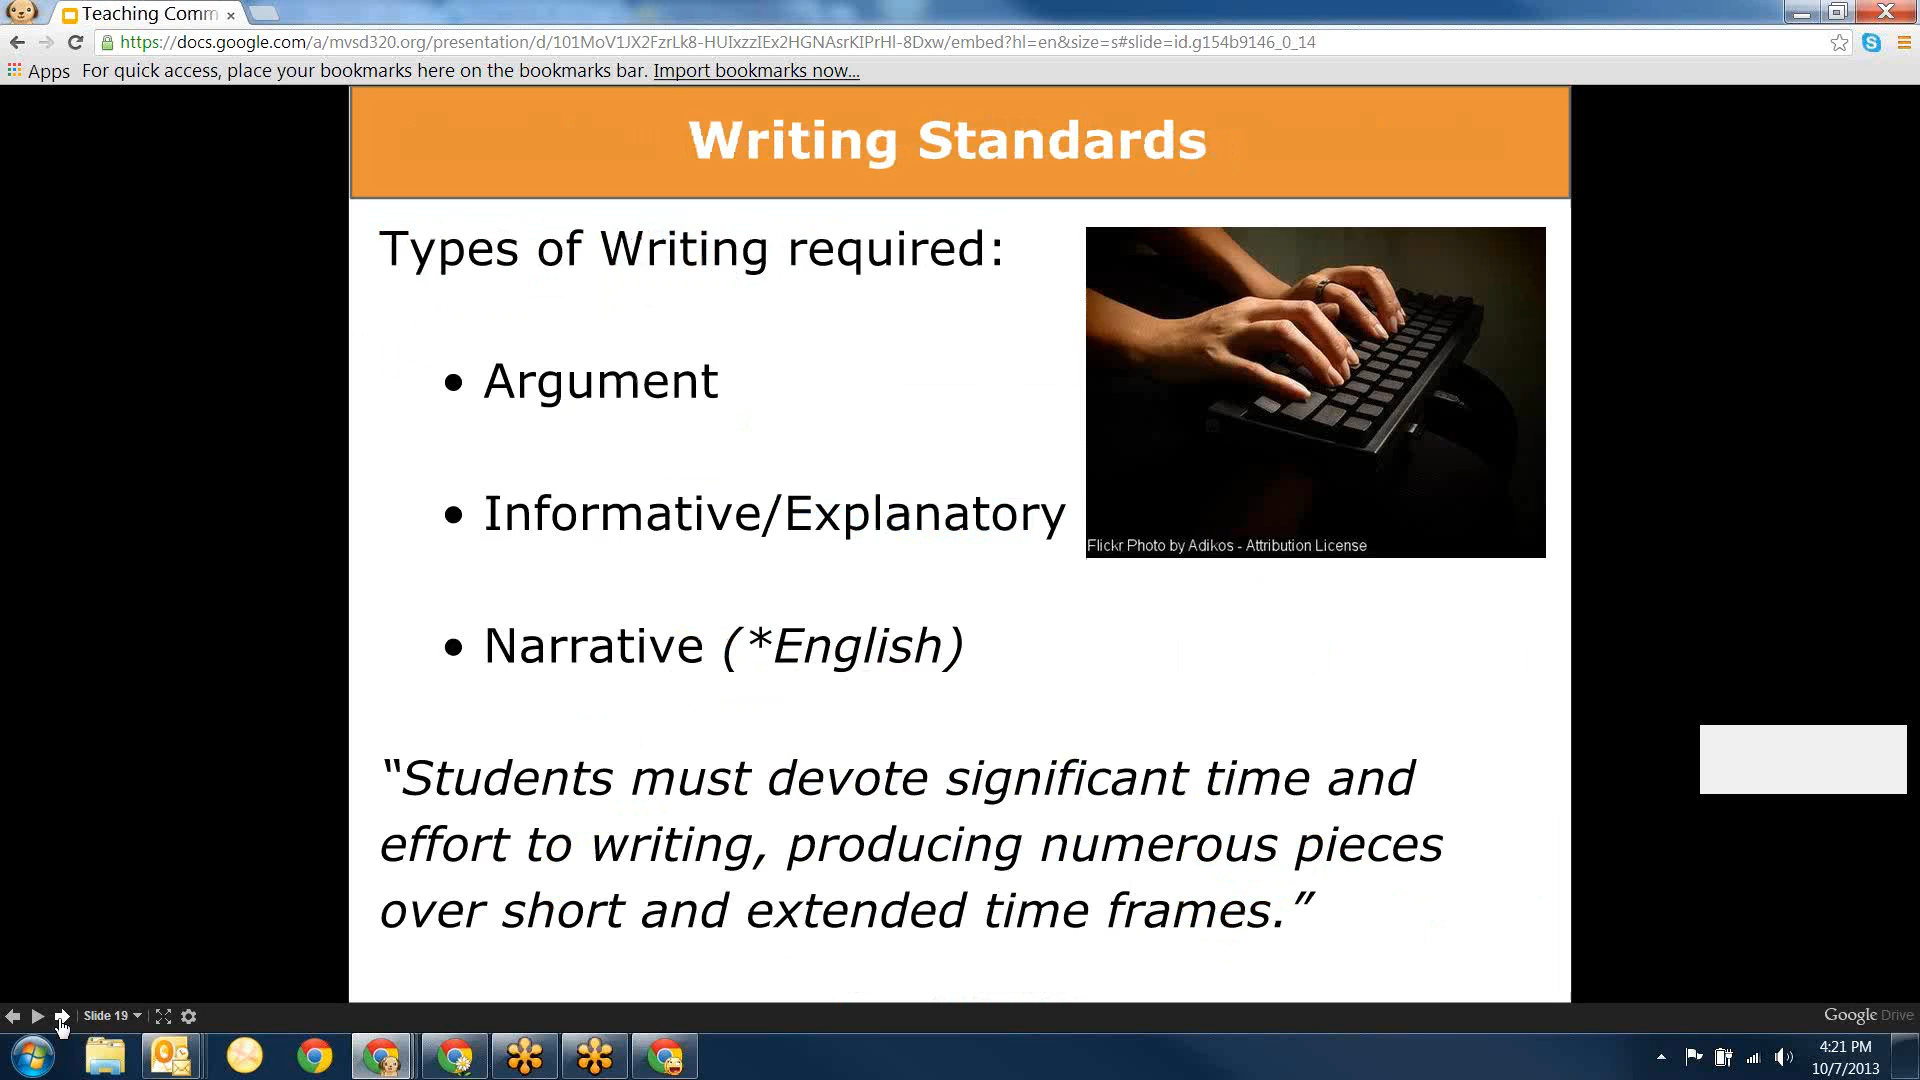 Teaching Comm
https://docs.google.com/a/mvsd320.org/presentation/d/101MoV1JX2FzrLk8-HUIxzzIEx2HGNAsrKIPrHl-8Dxw/embed?hl=en&size=s#slide=id.g154b9146_0_14
Apps For quick access, place your bookmarks here on the bookmarks bar. Import bookmarks now...
Writing Standards
Types of Writing required:
• Argument
• Informative/Explanatory
• Narrative (*English)
Flickr Photo by Adikos - Attribution License
“Students must devote significant time and
effort to writing, producing numerous pieces
over short and extended time frames.”
Slide 19
Google Drive
4:21 PM
10/7/2013